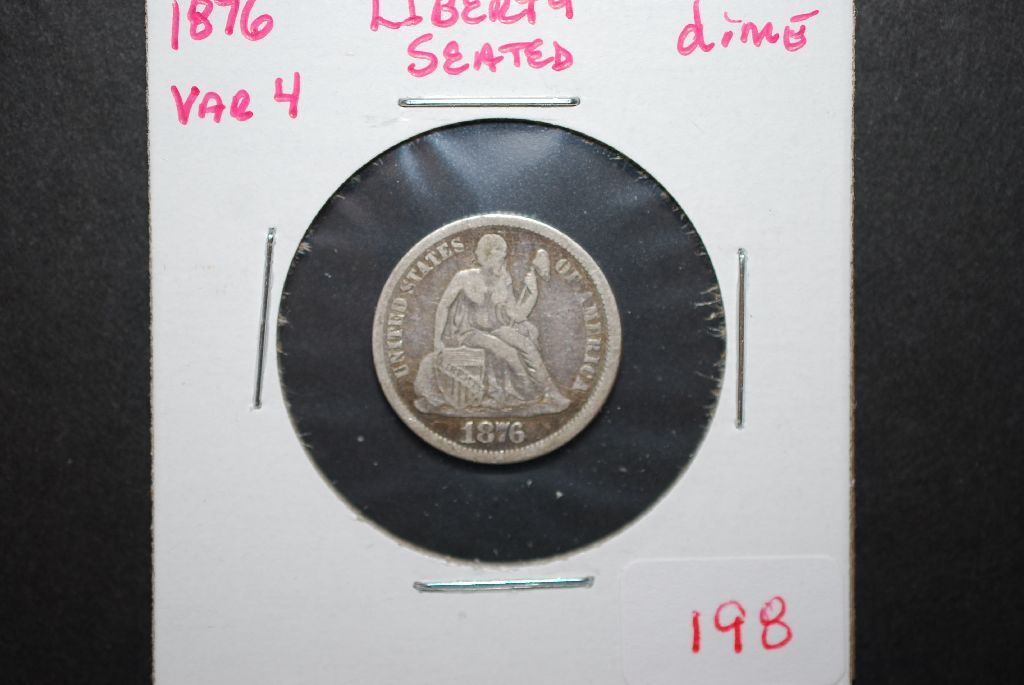 1876 LIBERTY dimE
SEATED
VAR 4
UNITED STATES OF AMERICA
1876
198